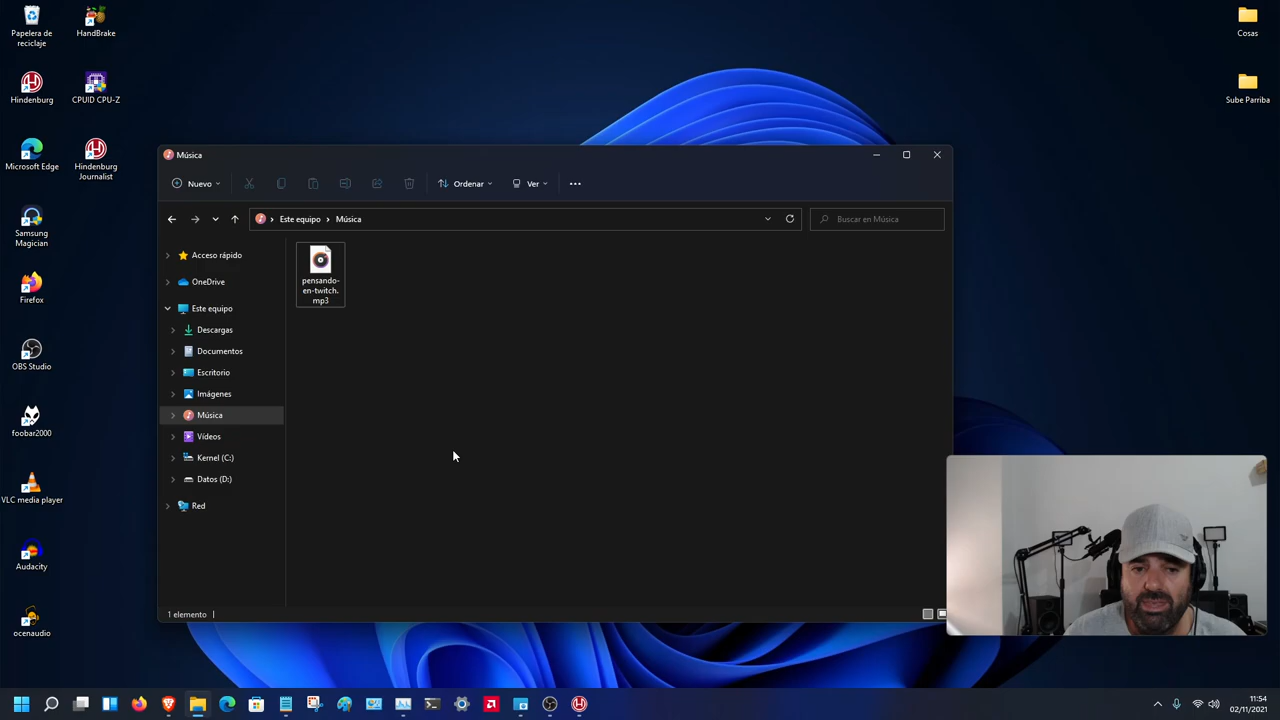 Papelera de
reciclaje
HandBrake
Cosas
Hindenburg
CPUID CPU-Z
Sube Parriba
Microsoft Edge
Hindenburg
Journalist
Samsung
Magician
Firefox
OBS Studio
foobar2000
VLC media player
Audacity
ocenaudio
Música
Nuevo
Ordenar
Ver
Este equipo
Música
Buscar en Música
Acceso rápido
OneDrive
Este equipo
Descargas
Documentos
Escritorio
Imágenes
Música
Vídeos
Kernel (C:)
Datos (D:)
Red
pensando-
en-twitch.
mp3
1 elemento
11:54
02/11/2021